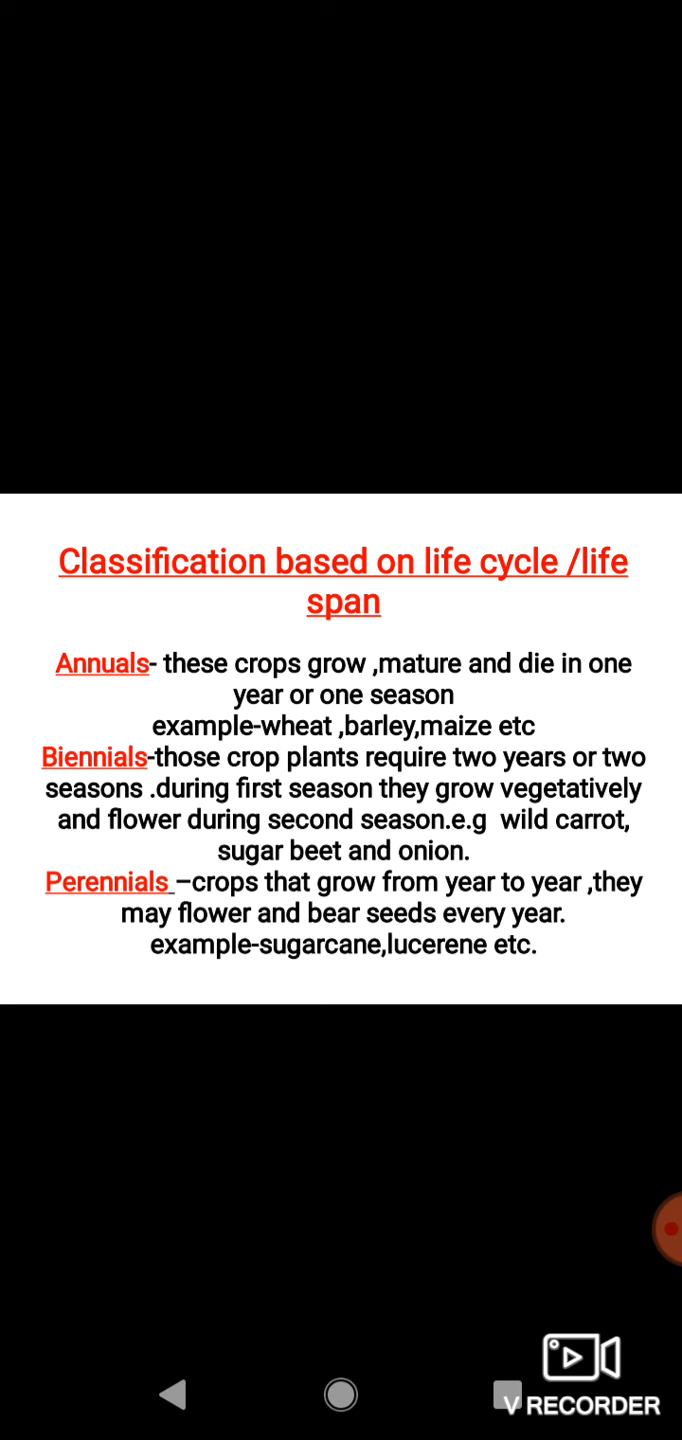 Classification based on life cycle /life
span
Annuals- these crops grow ,mature and die in one
year or one season
example-wheat ,barley,maize etc
Biennials-those crop plants require two years or two
seasons .during first season they grow vegetatively
and flower during second season.e.g  wild carrot,
sugar beet and onion.
Perennials –crops that grow from year to year ,they
may flower and bear seeds every year.
example-sugarcane,lucerene etc.
V RECORDER